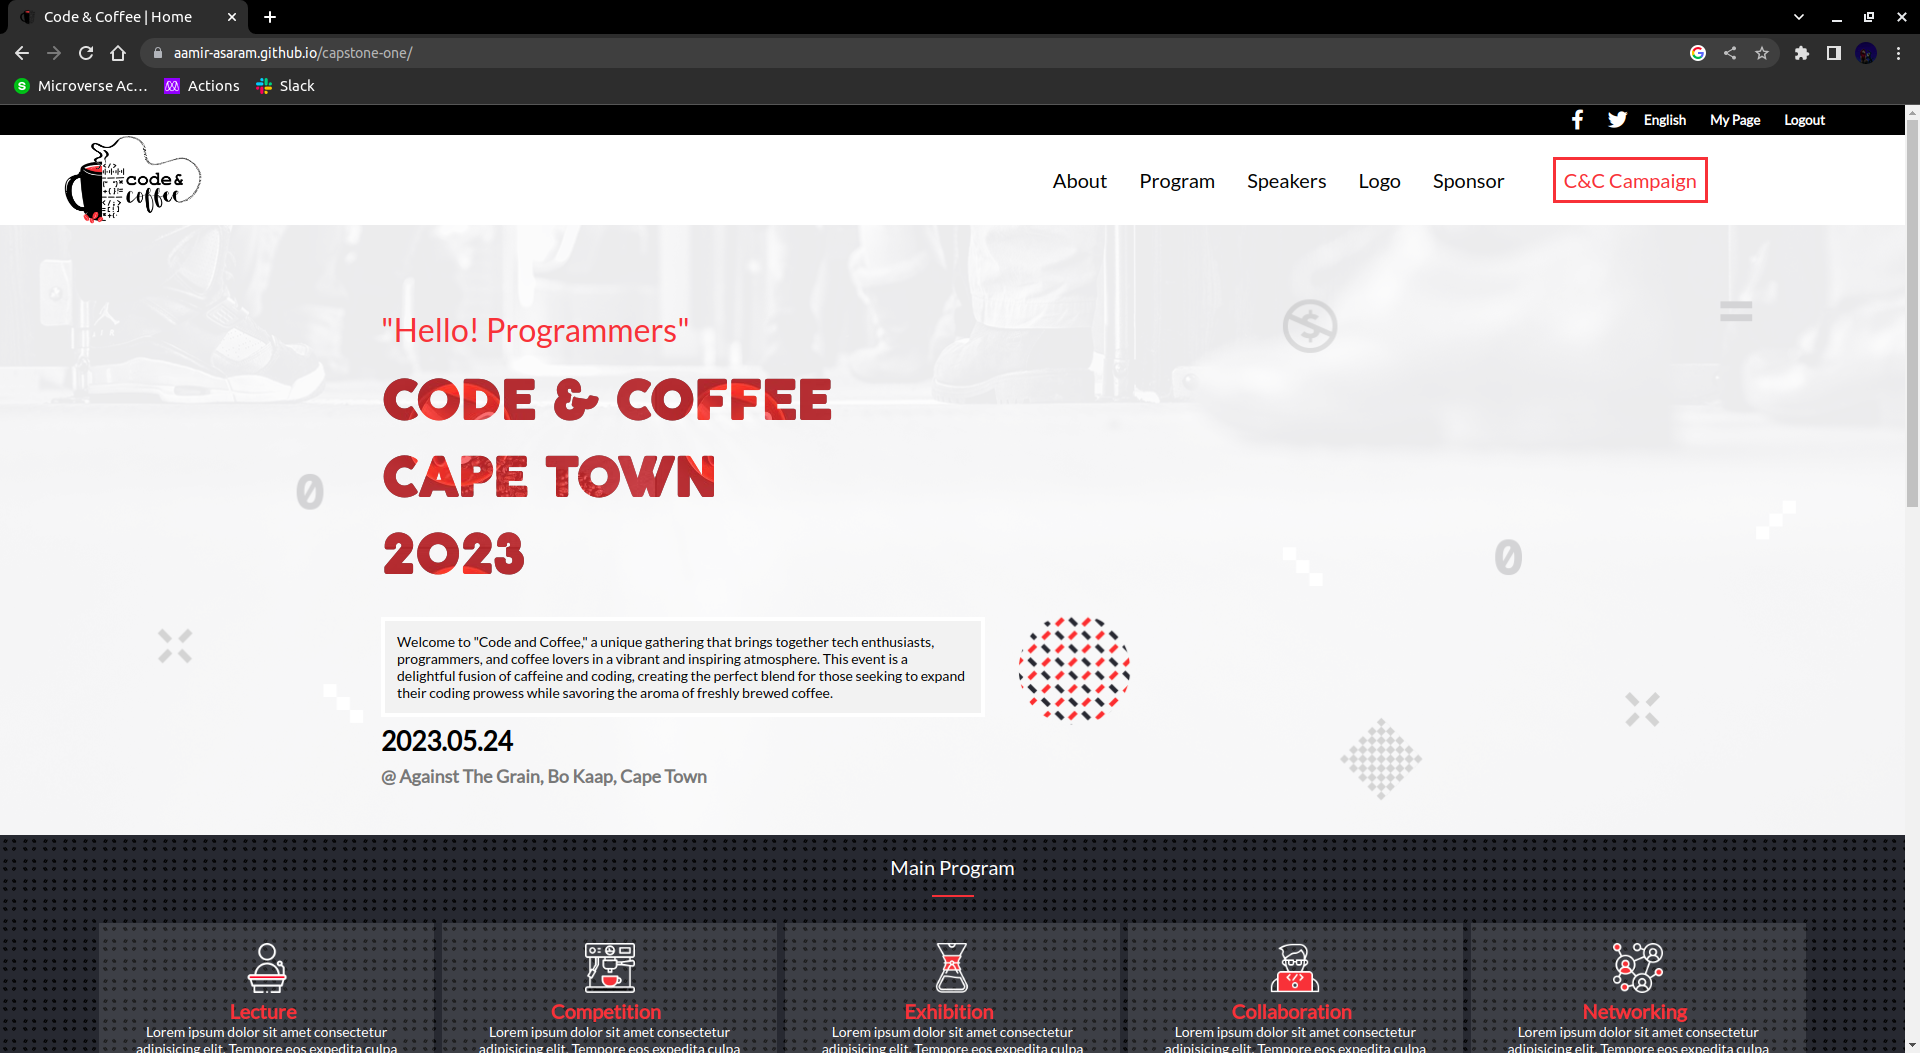 Code & Coffee | Home
aamir-asaram.github.io/capstone-one/
Microverse Ac...
Actions
Slack
English
My Page
Logout
code &
coffee
About
Program
Speakers
Logo
Sponsor
C&C Campaign
"Hello! Programmers"
CODE & COFFEE
CAPE TOWN
2023
Welcome to "Code and Coffee," a unique gathering that brings together tech enthusiasts,
programmers, and coffee lovers in a vibrant and inspiring atmosphere. This event is a
delightful fusion of caffeine and coding, creating the perfect blend for those seeking to expand
their coding prowess while savoring the aroma of freshly brewed coffee.
2023.05.24
@ Against The Grain, Bo Kaap, Cape Town
Main Program
Lecture
Lorem ipsum dolor sit amet consectetur
adipisicing elit. Tempore eos expedita culpa
Competition
Lorem ipsum dolor sit amet consectetur
adipisicing elit. Tempore eos expedita culpa
Exhibition
Lorem ipsum dolor sit amet consectetur
adipisicing elit. Tempore eos expedita culpa
Collaboration
Lorem ipsum dolor sit amet consectetur
adipisicing elit. Tempore eos expedita culpa
Networking
Lorem ipsum dolor sit amet consectetur
adipisicing elit. Tempore eos expedita culpa